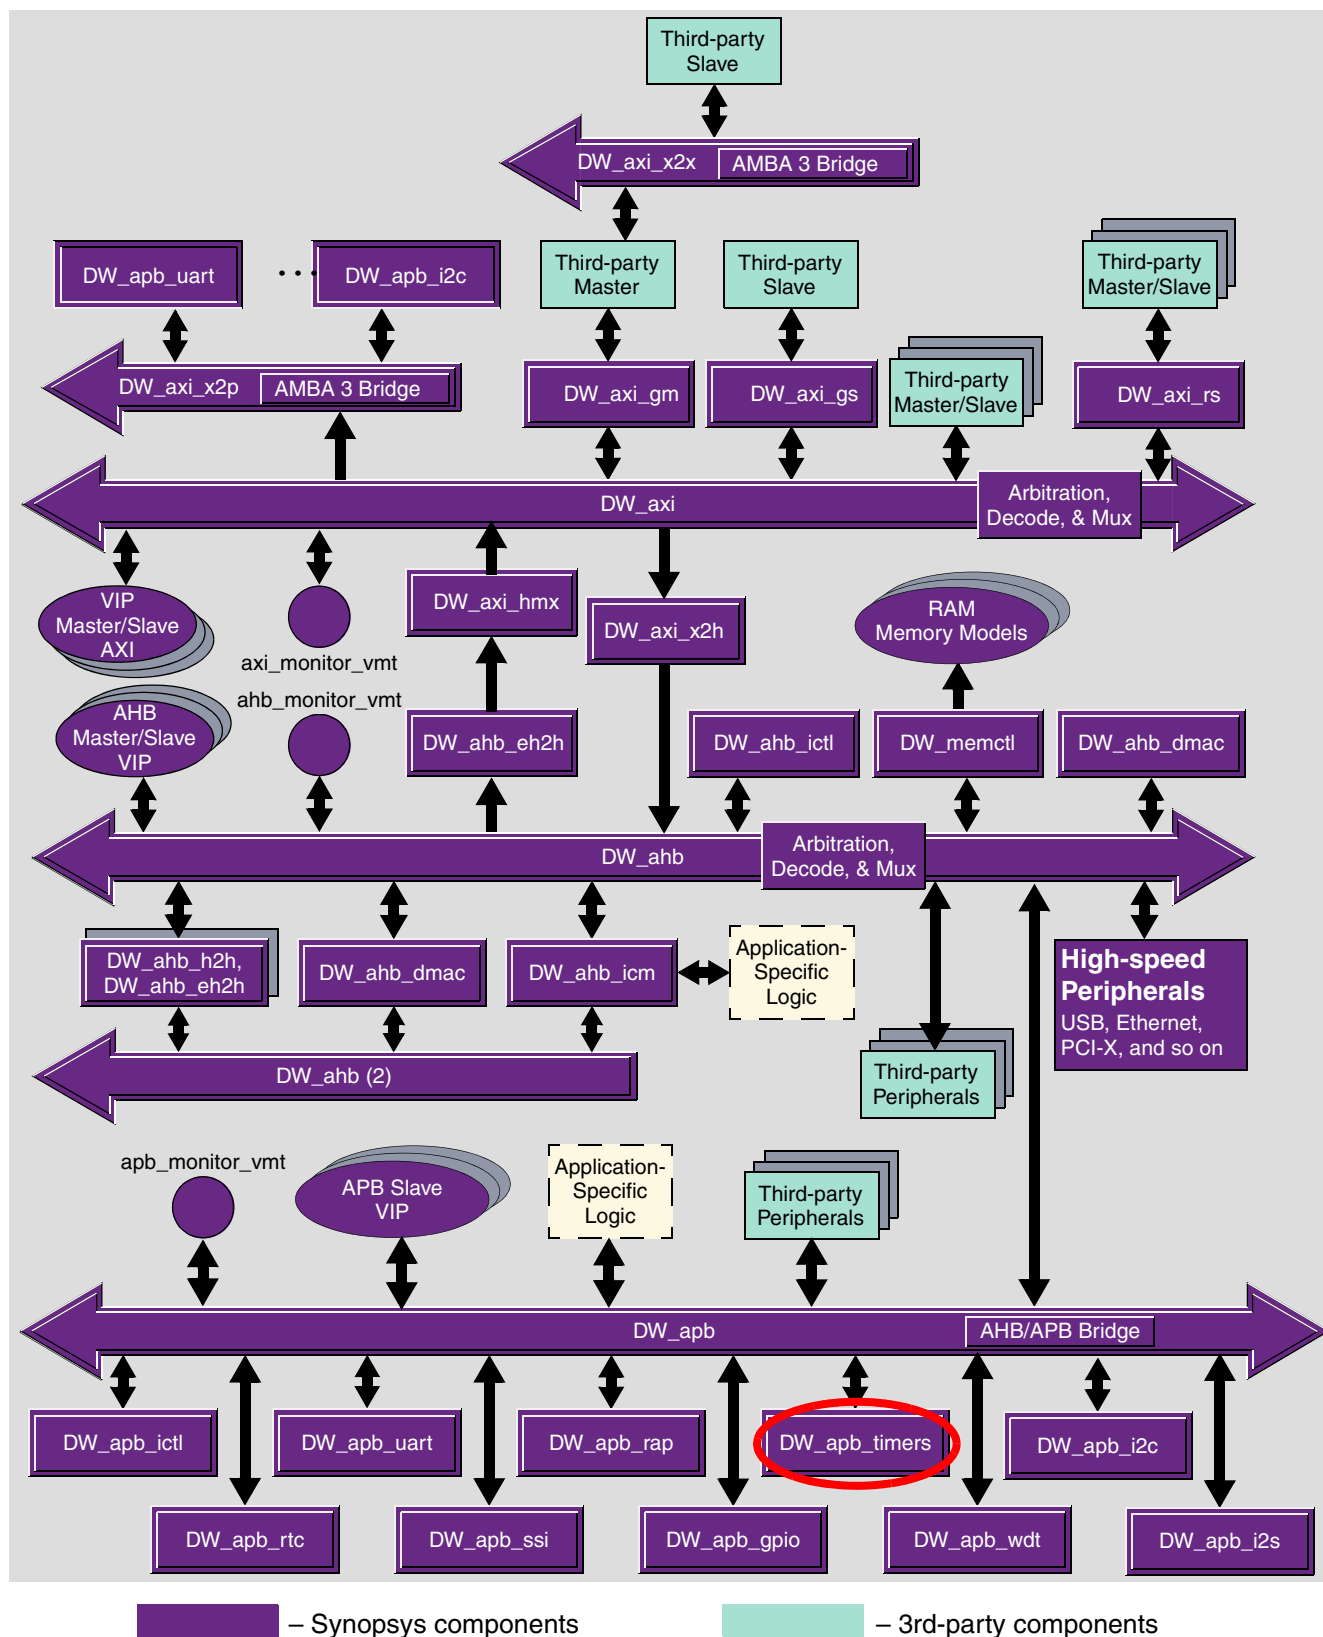 Third-party
Slave
DW_axi_x2x
AMBA 3 Bridge
DW_apb_uart
• • •
DW_apb_i2c
Third-party
Master
Third-party
Slave
Third-party
Master/Slave
DW_axi_x2p
AMBA 3 Bridge
DW_axi_gm
DW_axi_gs
Third-party
Master/Slave
DW_axi_rs
DW_axi
Arbitration,
Decode, & Mux
VIP
Master/Slave
AXI
axi_monitor_vmt
DW_axi_hmx
DW_axi_x2h
RAM
Memory Models
AHB
Master/Slave
VIP
ahb_monitor_vmt
DW_ahb_eh2h
DW_ahb_ictl
DW_memctl
DW_ahb_dmac
DW_ahb
Arbitration,
Decode, & Mux
DW_ahb_h2h,
DW_ahb_eh2h
DW_ahb_dmac
DW_ahb_icm
Application-
Specific
Logic
High-speed
Peripherals
USB, Ethernet,
PCI-X, and so on
DW_ahb (2)
Third-party
Peripherals
apb_monitor_vmt
APB Slave
VIP
Application-
Specific
Logic
Third-party
Peripherals
DW_apb
AHB/APB Bridge
DW_apb_ictl
DW_apb_uart
DW_apb_rap
DW_apb_timers
DW_apb_i2c
DW_apb_rtc
DW_apb_ssi
DW_apb_gpio
DW_apb_wdt
DW_apb_i2s
– Synopsys components
– 3rd-party components